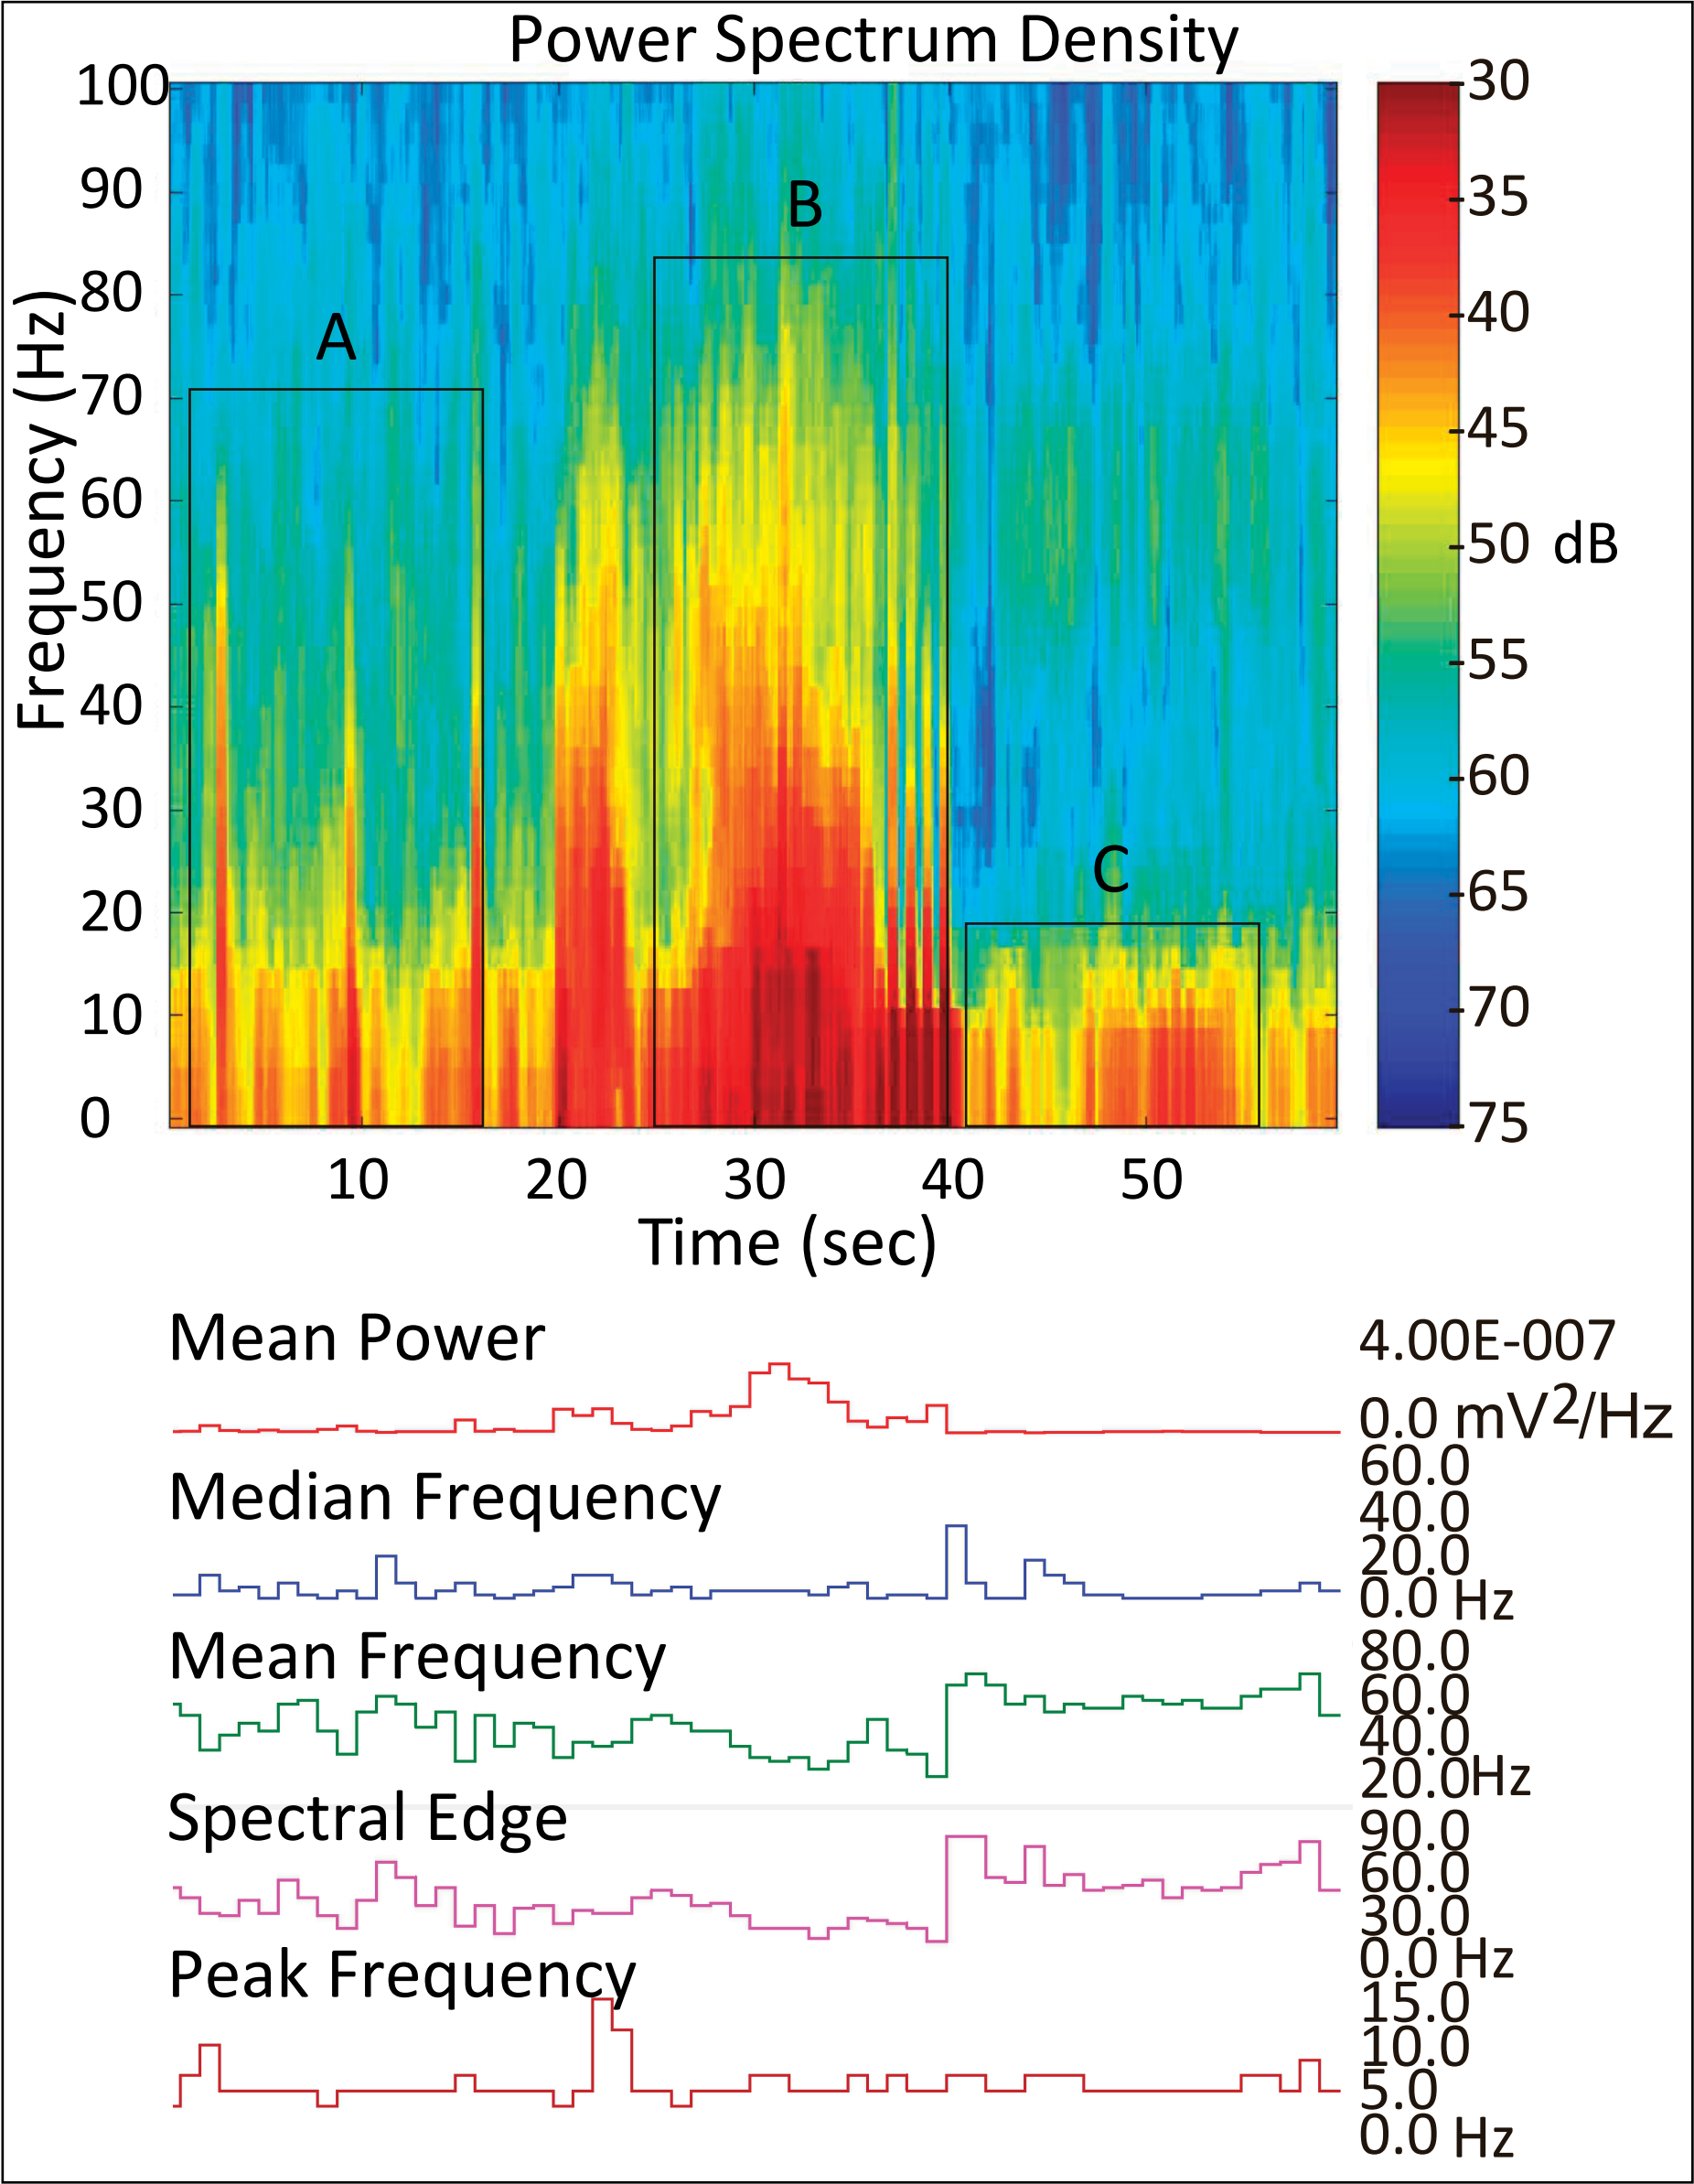 Power Spectrum Density
100
90
80
70
60
50
40
30
20
10
0
Frequency (Hz)
A
B
C
30
35
40
45
50 dB
55
60
65
70
75
10 20 30 40 50
Time (sec)
Mean Power
4.00E-007
0.0 mV2/Hz
Median Frequency
60.0
40.0
20.0
0.0 Hz
Mean Frequency
80.0
60.0
40.0
20.0Hz
Spectral Edge
90.0
60.0
30.0
0.0 Hz
Peak Frequency
15.0
10.0
5.0
0.0 Hz